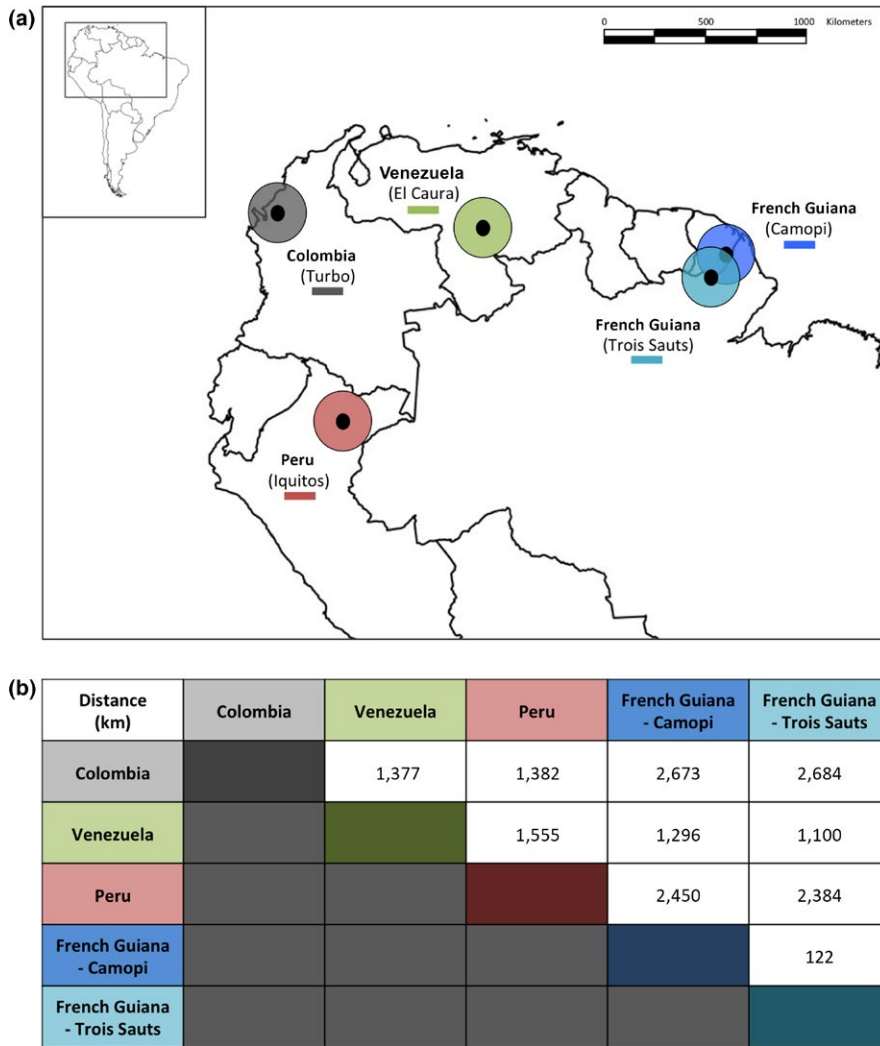 (a)
0 500 1000 Kilometers
Venezuela
(El Caura)
French Guiana
(Camopi)
Colombia
(Turbo)
French Guiana
(Trois Sauts)
Peru
(Iquitos)
(b)
Distance (km) Colombia Venezuela Peru French Guiana - Camopi French Guiana - Trois Sauts
Colombia 1,377 1,382 2,673 2,684
Venezuela 1,555 1,296 1,100
Peru 2,450 2,384
French Guiana - Camopi 122
French Guiana - Trois Sauts